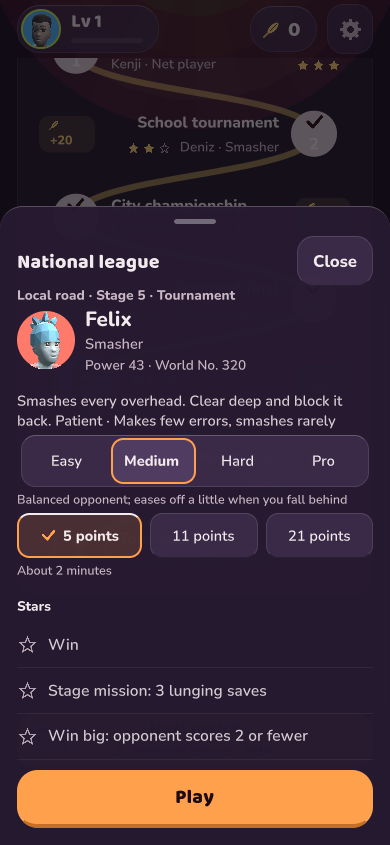 Lv 1
0
1
Kenji · Net player
School tournament
+20
Deniz · Smasher
2
City championship
National league
Close
Local road · Stage 5 · Tournament
Felix
Smasher
Power 43 · World No. 320
Smashes every overhead. Clear deep and block it
back. Patient · Makes few errors, smashes rarely
Easy
Medium
Hard
Pro
Balanced opponent; eases off a little when you fall behind
5 points
11 points
21 points
About 2 minutes
Stars
Win
Stage mission: 3 lunging saves
Win big: opponent scores 2 or fewer
Play